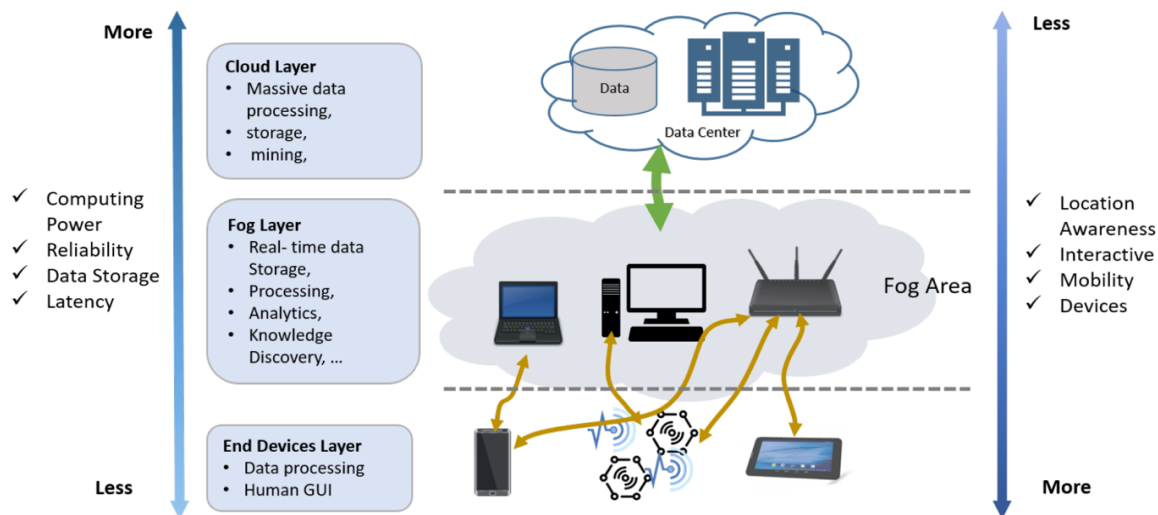 More
✓ Computing
Power
✓ Reliability
✓ Data Storage
✓ Latency
Less
Cloud Layer
• Massive data
processing,
• storage,
• mining,
Fog Layer
• Real- time data
Storage,
• Processing,
• Analytics,
• Knowledge
Discovery, ...
End Devices Layer
• Data processing
• Human GUI
Data
Data Center
Fog Area
Less
✓ Location
Awareness
✓ Interactive
✓ Mobility
✓ Devices
More